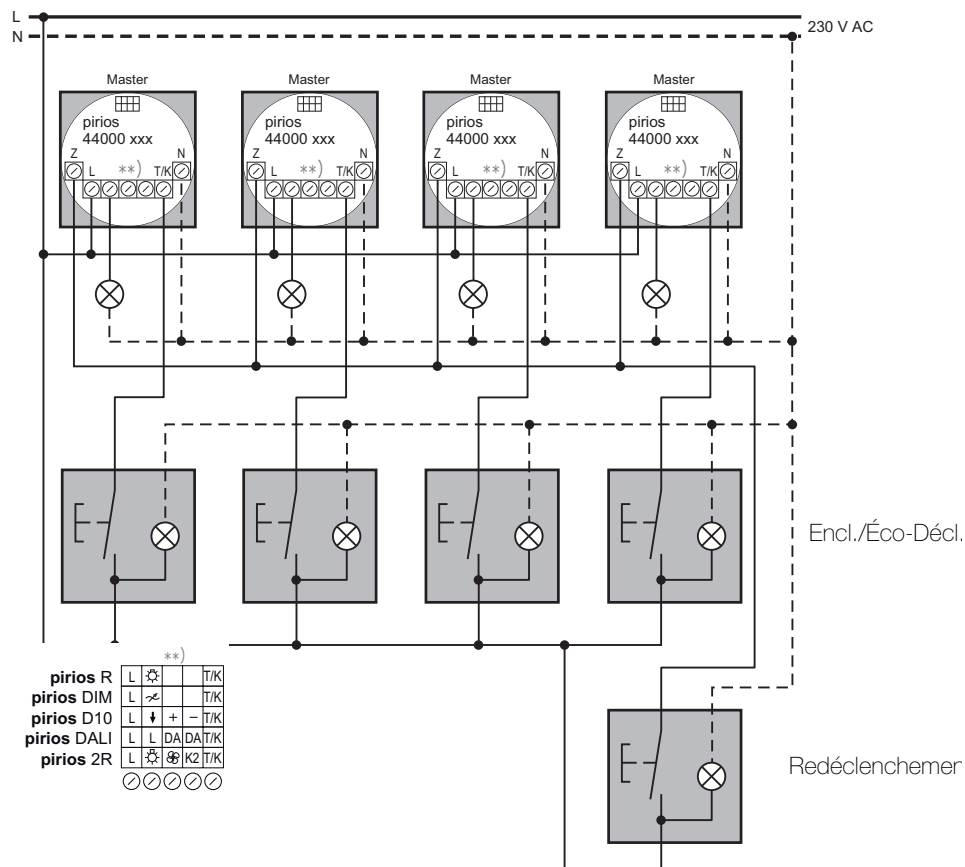 L
N
230 V AC
Master Master Master Master
pirios pirios pirios pirios
44000 xxx 44000 xxx 44000 xxx 44000 xxx
Z N Z N Z N Z N
L **) T/K L **) T/K L **) T/K L **) T/K
Encl./Éco-Décl.
**)
pirios R L T/K
pirios DIM L T/K
pirios D10 L + − T/K
pirios DALI L L DA DA T/K
pirios 2R L K2 T/K
Redéclenchemen